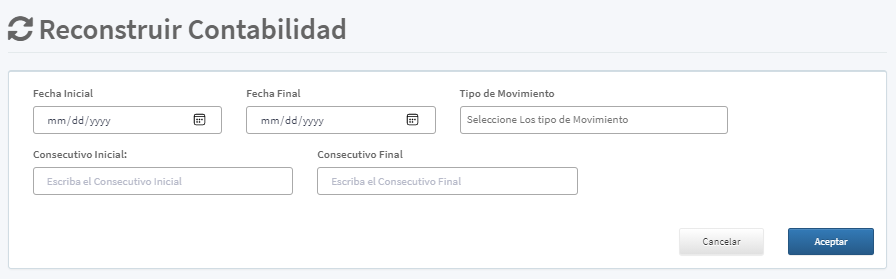 Reconstruir Contabilidad
Fecha Inicial
Fecha Final
Tipo de Movimiento
mm/dd/yyyy
mm/dd/yyyy
Seleccione Los tipo de Movimiento
Consecutivo Inicial:
Consecutivo Final
Escriba el Consecutivo Inicial
Escriba el Consecutivo Final
Cancelar
Aceptar